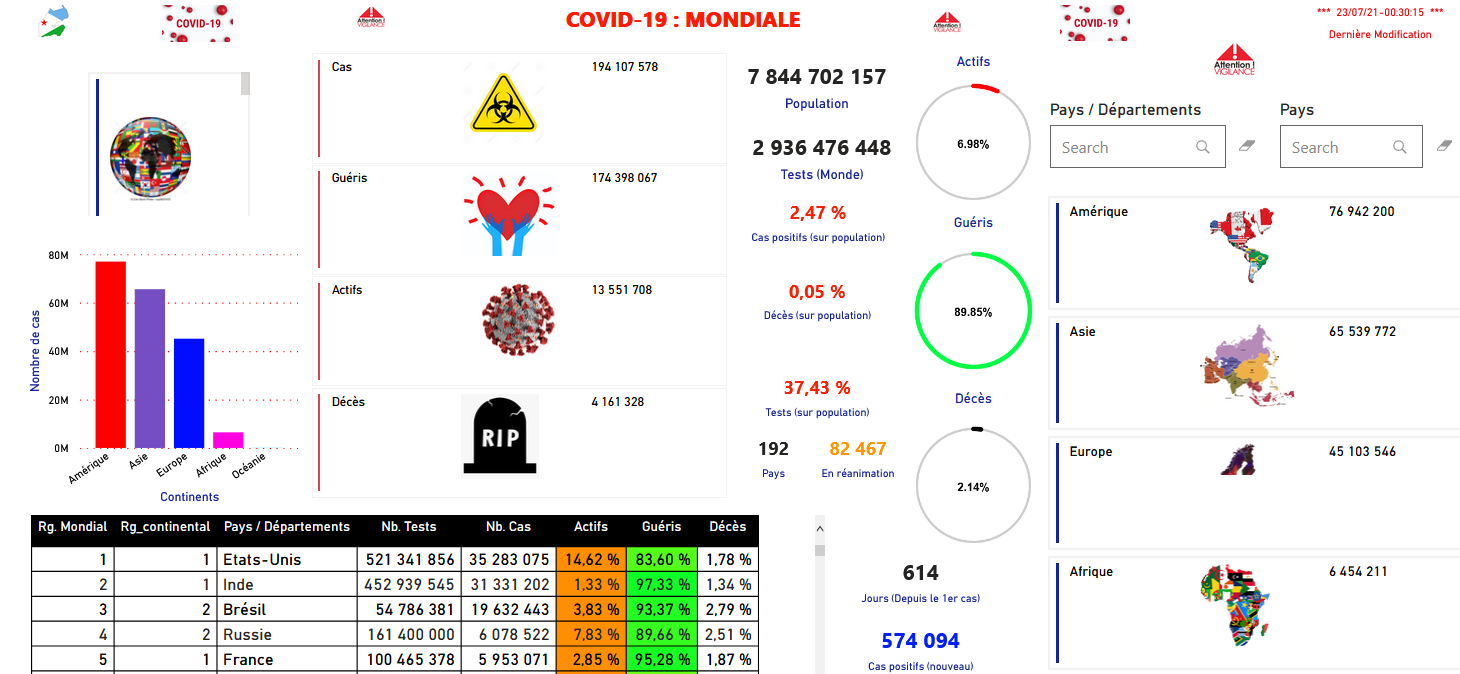 COVID-19
Attention !
VIGILANCE
COVID-19 : MONDIALE
Attention !
VIGILANCE
COVID-19
*** 23/07/21-00:30:15 ***
Dernière Modification
Attention !
VIGILANCE
Cas
194 107 578
Guéris
174 398 067
Actifs
13 551 708
Décès
4 161 328
RIP
80M
60M
40M
20M
0M
Nombre de cas
Amérique
Asie
Europe
Afrique
Océanie
Continents
7 844 702 157
Population
2 936 476 448
Tests (Monde)
2,47 %
Cas positifs (sur population)
0,05 %
Décès (sur population)
37,43 %
Tests (sur population)
192
Pays
82 467
En réanimation
Actifs
6.98%
Guéris
89.85%
Décès
2.14%
614
Jours (Depuis le 1er cas)
574 094
Cas positifs (nouveau)
Pays / Départements
Search
Pays
Search
Amérique
76 942 200
Asie
65 539 772
Europe
45 103 546
Afrique
6 454 211
Rg. Mondial Rg_continental Pays / Départements Nb. Tests Nb. Cas Actifs Guéris Décès
1 1 Etats-Unis 521 341 856 35 283 075 14,62 % 83,60 % 1,78 %
2 1 Inde 452 939 545 31 331 202 1,33 % 97,33 % 1,34 %
3 2 Brésil 54 786 381 19 632 443 3,83 % 93,37 % 2,79 %
4 2 Russie 161 400 000 6 078 522 7,83 % 89,66 % 2,51 %
5 1 France 100 465 378 5 953 071 2,85 % 95,28 % 1,87 %